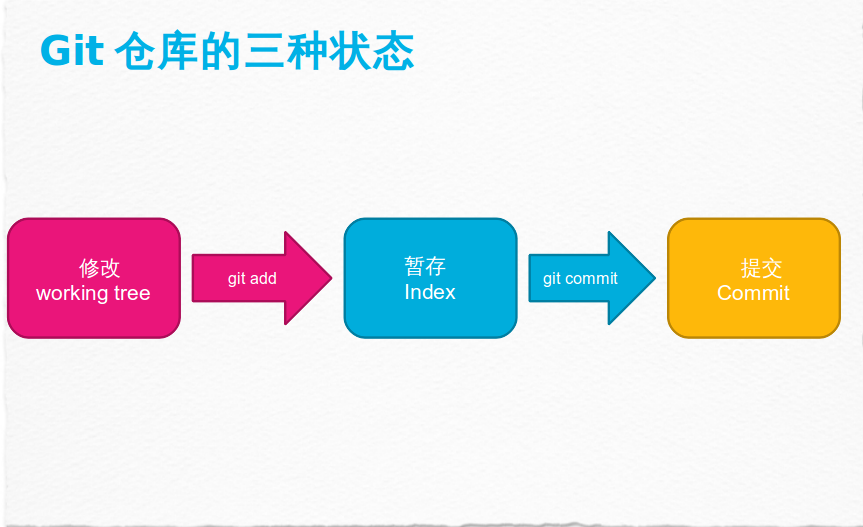 Git 仓库的三种状态
修改
working tree
git add
暂存
Index
git commit
提交
Commit